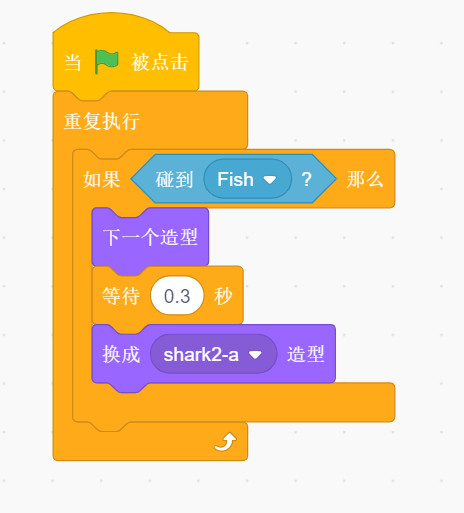 当 被点击
重复执行
如果 碰到 Fish ? 那么
下一个造型
等待 0.3 秒
换成 shark2-a 造型